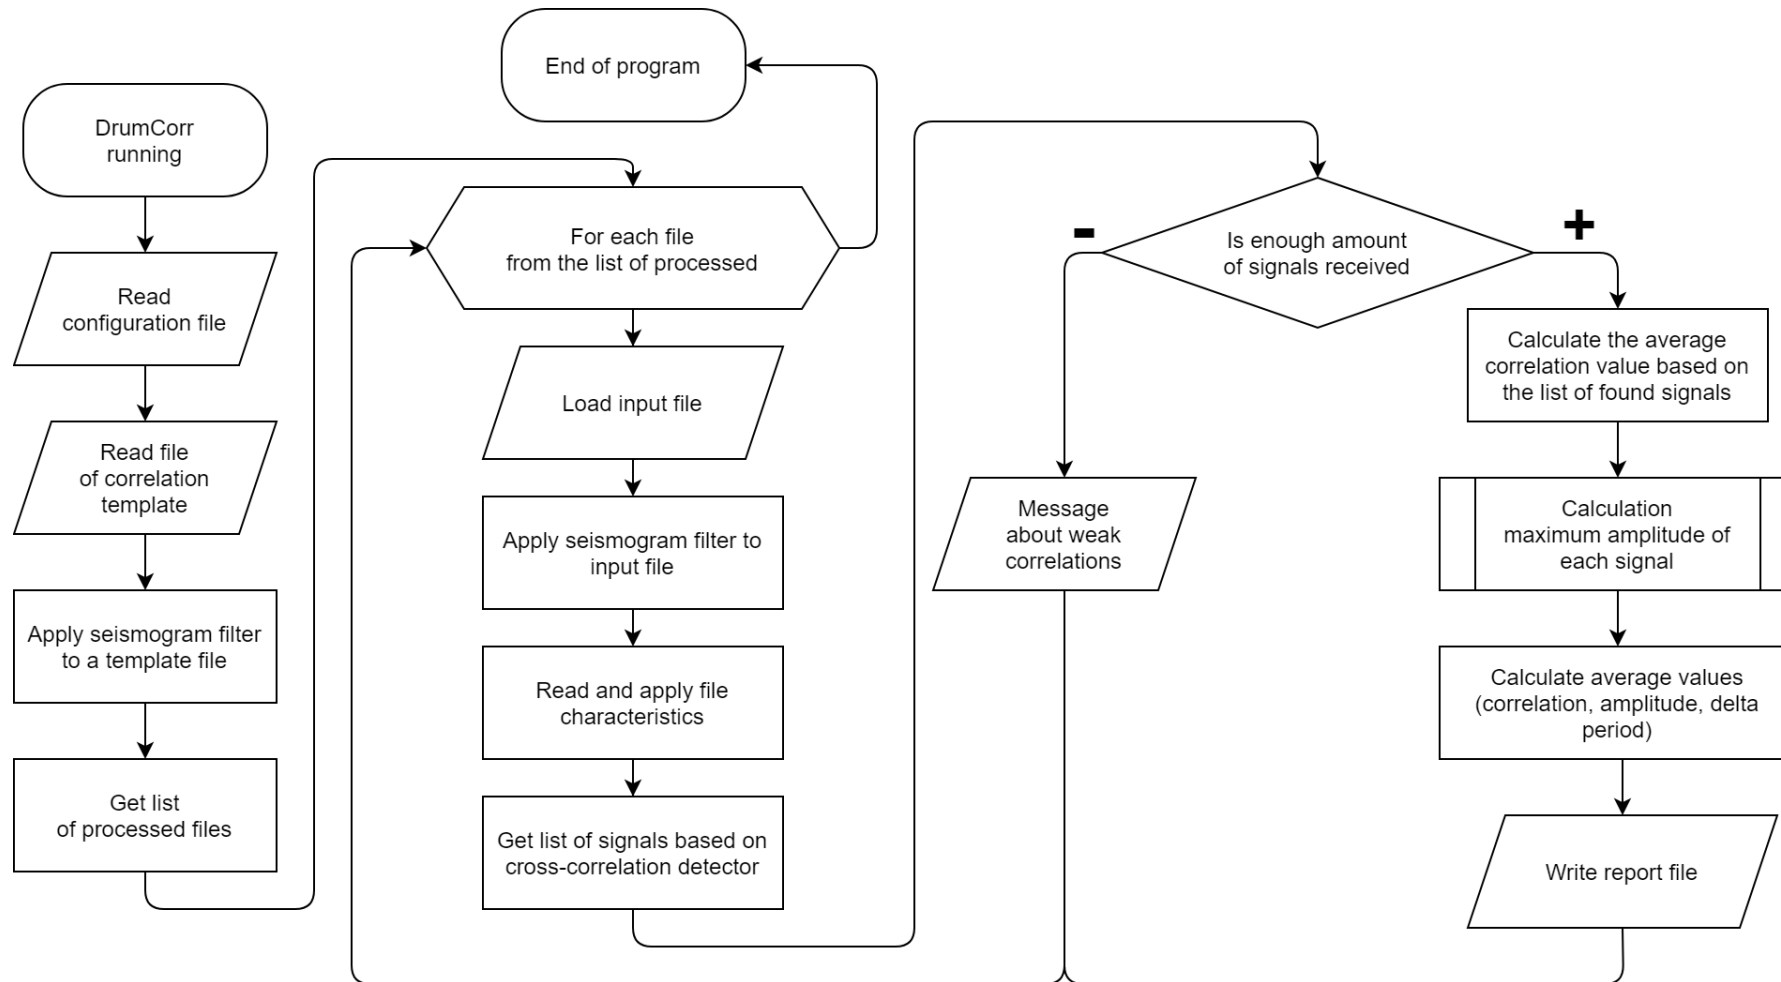 DrumCorr
running
Read
configuration file
Read file
of correlation
template
Apply seismogram filter
to a template file
Get list
of processed files
End of program
For each file
from the list of processed
Load input file
Apply seismogram filter to
input file
Read and apply file
characteristics
Get list of signals based on
cross-correlation detector
Is enough amount
of signals received
-
+
Message
about weak
correlations
Calculate the average
correlation value based on
the list of found signals
Calculation
maximum amplitude of
each signal
Calculate average values
(correlation, amplitude, delta
period)
Write report file